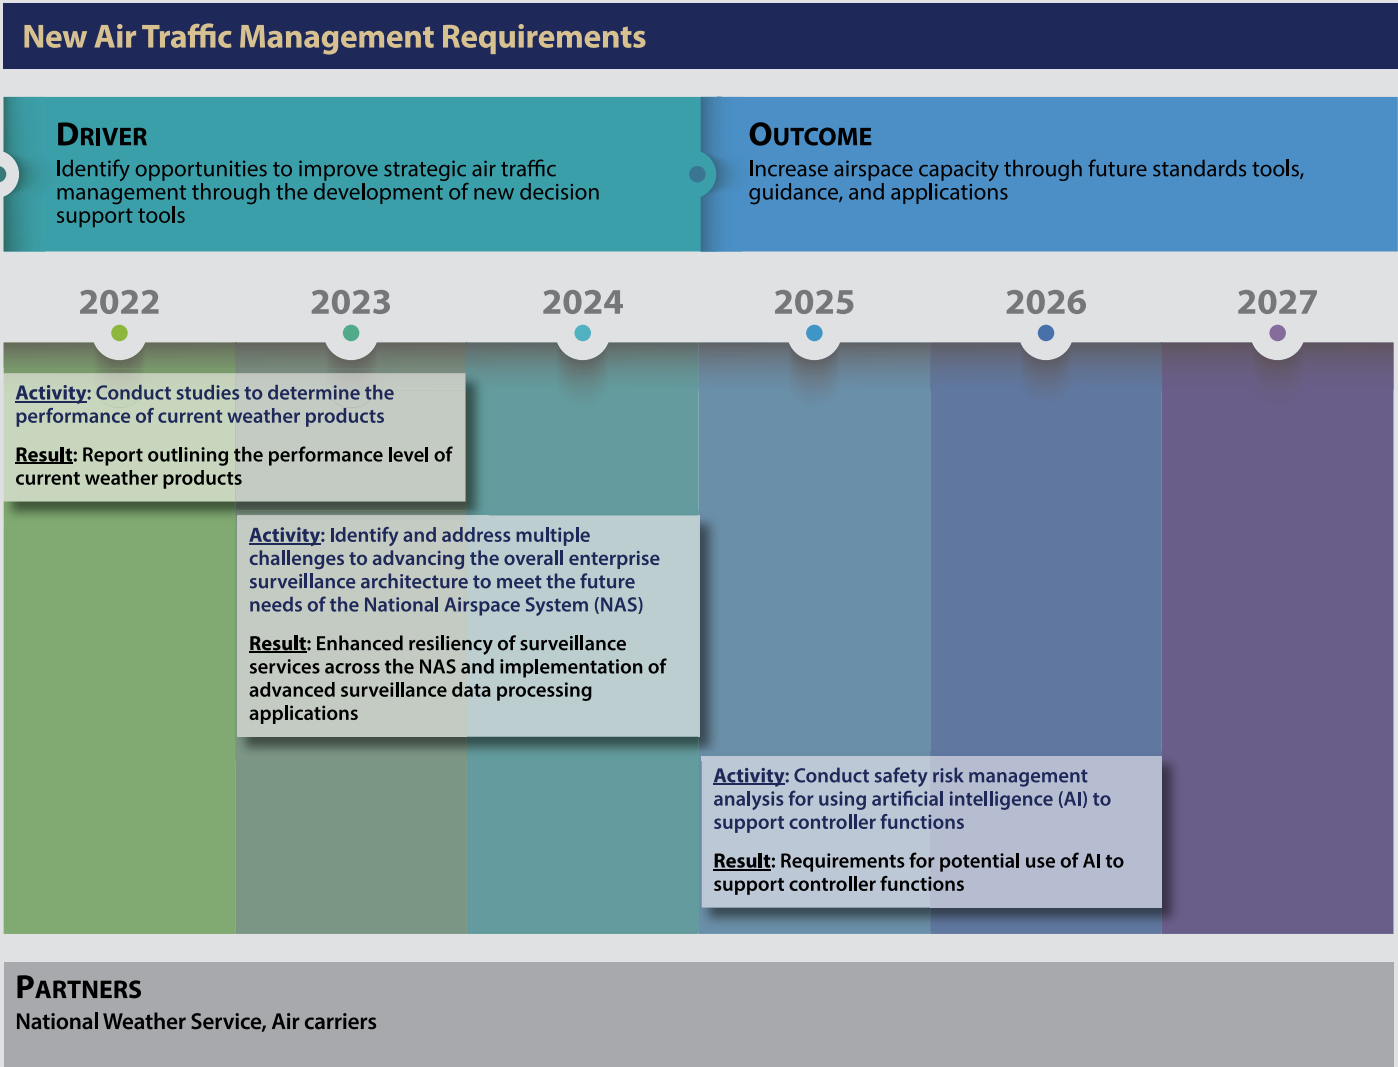 New Air Traffic Management Requirements
DRIVER
Identify opportunities to improve strategic air traffic
management through the development of new decision
support tools
OUTCOME
Increase airspace capacity through future standards tools,
guidance, and applications
2022
2023
2024
2025
2026
2027
Activity: Conduct studies to determine the
performance of current weather products
Result: Report outlining the performance level of
current weather products
Activity: Identify and address multiple
challenges to advancing the overall enterprise
surveillance architecture to meet the future
needs of the National Airspace System (NAS)
Result: Enhanced resiliency of surveillance
services across the NAS and implementation of
advanced surveillance data processing
applications
Activity: Conduct safety risk management
analysis for using artificial intelligence (AI) to
support controller functions
Result: Requirements for potential use of AI to
support controller functions
PARTNERS
National Weather Service, Air carriers